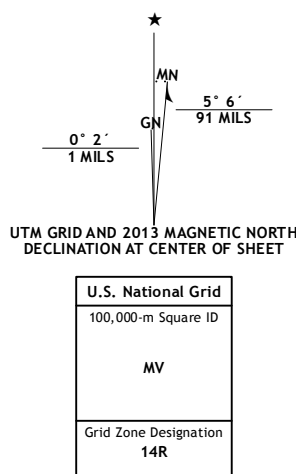 ★
MN
5° 6´
91 MILS
GN
0° 2´
1 MILS
UTM GRID AND 2013 MAGNETIC NORTH
DECLINATION AT CENTER OF SHEET
U.S. National Grid
100,000-m Square ID
MV
Grid Zone Designation
14R